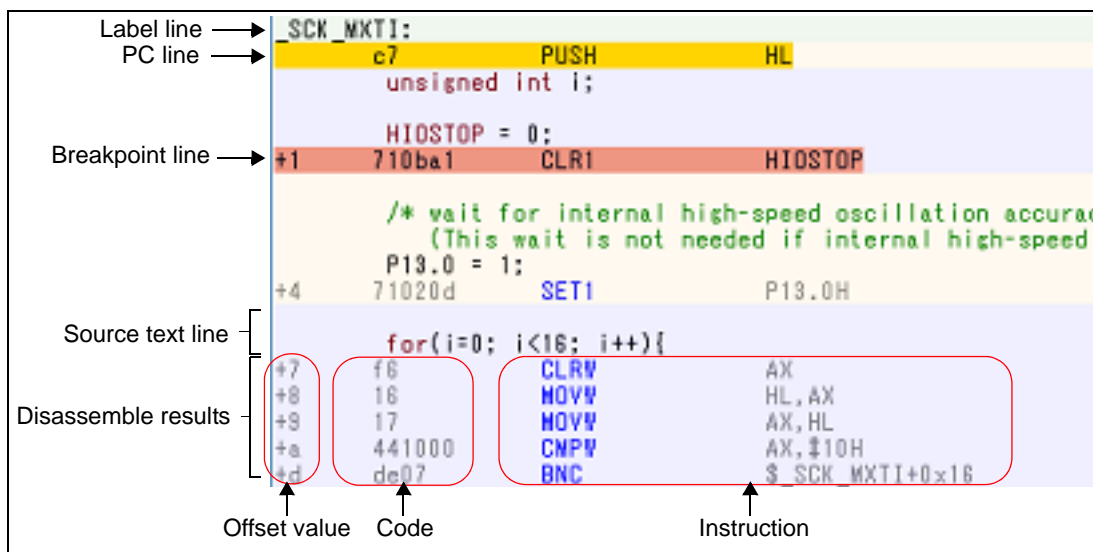 Label line _SCK_MXTI:
PC line c7 PUSH HL
unsigned int i;
HIOSTOP = 0;
Breakpoint line +1 710ba1 CLR1 HIOSTOP
/* wait for internal high-speed oscillation
(This wait is not needed if internal high-speed
P13.0 = 1;
+4 71020d SET1 P13.0H
Source text line
for(i=0; i<16; i++){
+7 f6 CLRW AX
+8 16 MOVW HL,AX
Disassemble results
+9 17 MOVW AX,HL
+a 441000 CMPW AX,#10H
+d de07 BNC $_SCK_MXTI+0x16
Offset value Code Instruction